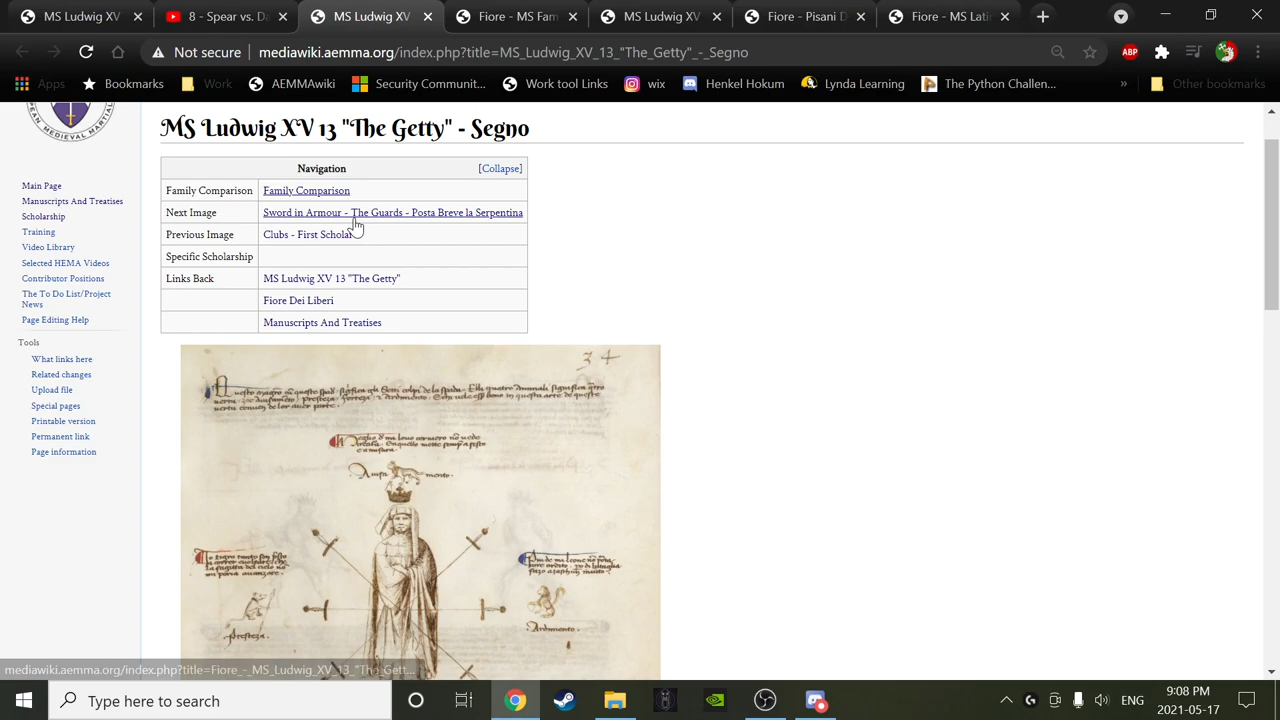 MS Ludwig XV
8 - Spear vs. Da
MS Ludwig XV
Fiore - MS Fam
MS Ludwig XV
Fiore - Pisani D
Fiore - MS Latin
Not secure
mediawiki.aemma.org/index.php?title=MS_Ludwig_XV_13_"The_Getty"_-_Segno
ABP
Apps
Bookmarks
Work
AEMMAwiki
Security Communit...
Work tool Links
wix
Henkel Hokum
Lynda Learning
The Python Challen...
»
Other bookmarks
PEAN MEDIEVAL MARTIAL
MS Ludwig XV 13 "The Getty" - Segno
Navigation
[Collapse]
Family Comparison
Family Comparison
Next Image
Sword in Armour - The Guards - Posta Breve la Serpentina
Previous Image
Clubs - First Scholar
Specific Scholarship
Links Back
MS Ludwig XV 13 "The Getty"
Fiore Dei Liberi
Manuscripts And Treatises
Main Page
Manuscripts And Treatises
Scholarship
Training
Video Library
Selected HEMA Videos
Contributor Positions
The To Do List/Project
News
Page Editing Help
Tools
What links here
Related changes
Upload file
Special pages
Printable version
Permanent link
Page information
34
Presteza.
Ardimento.
mediawiki.aemma.org/index.php?title=Fiore_-_MS_Ludwig_XV_13_"The_Gett...
Type here to search
ENG
9:08 PM
2021-05-17